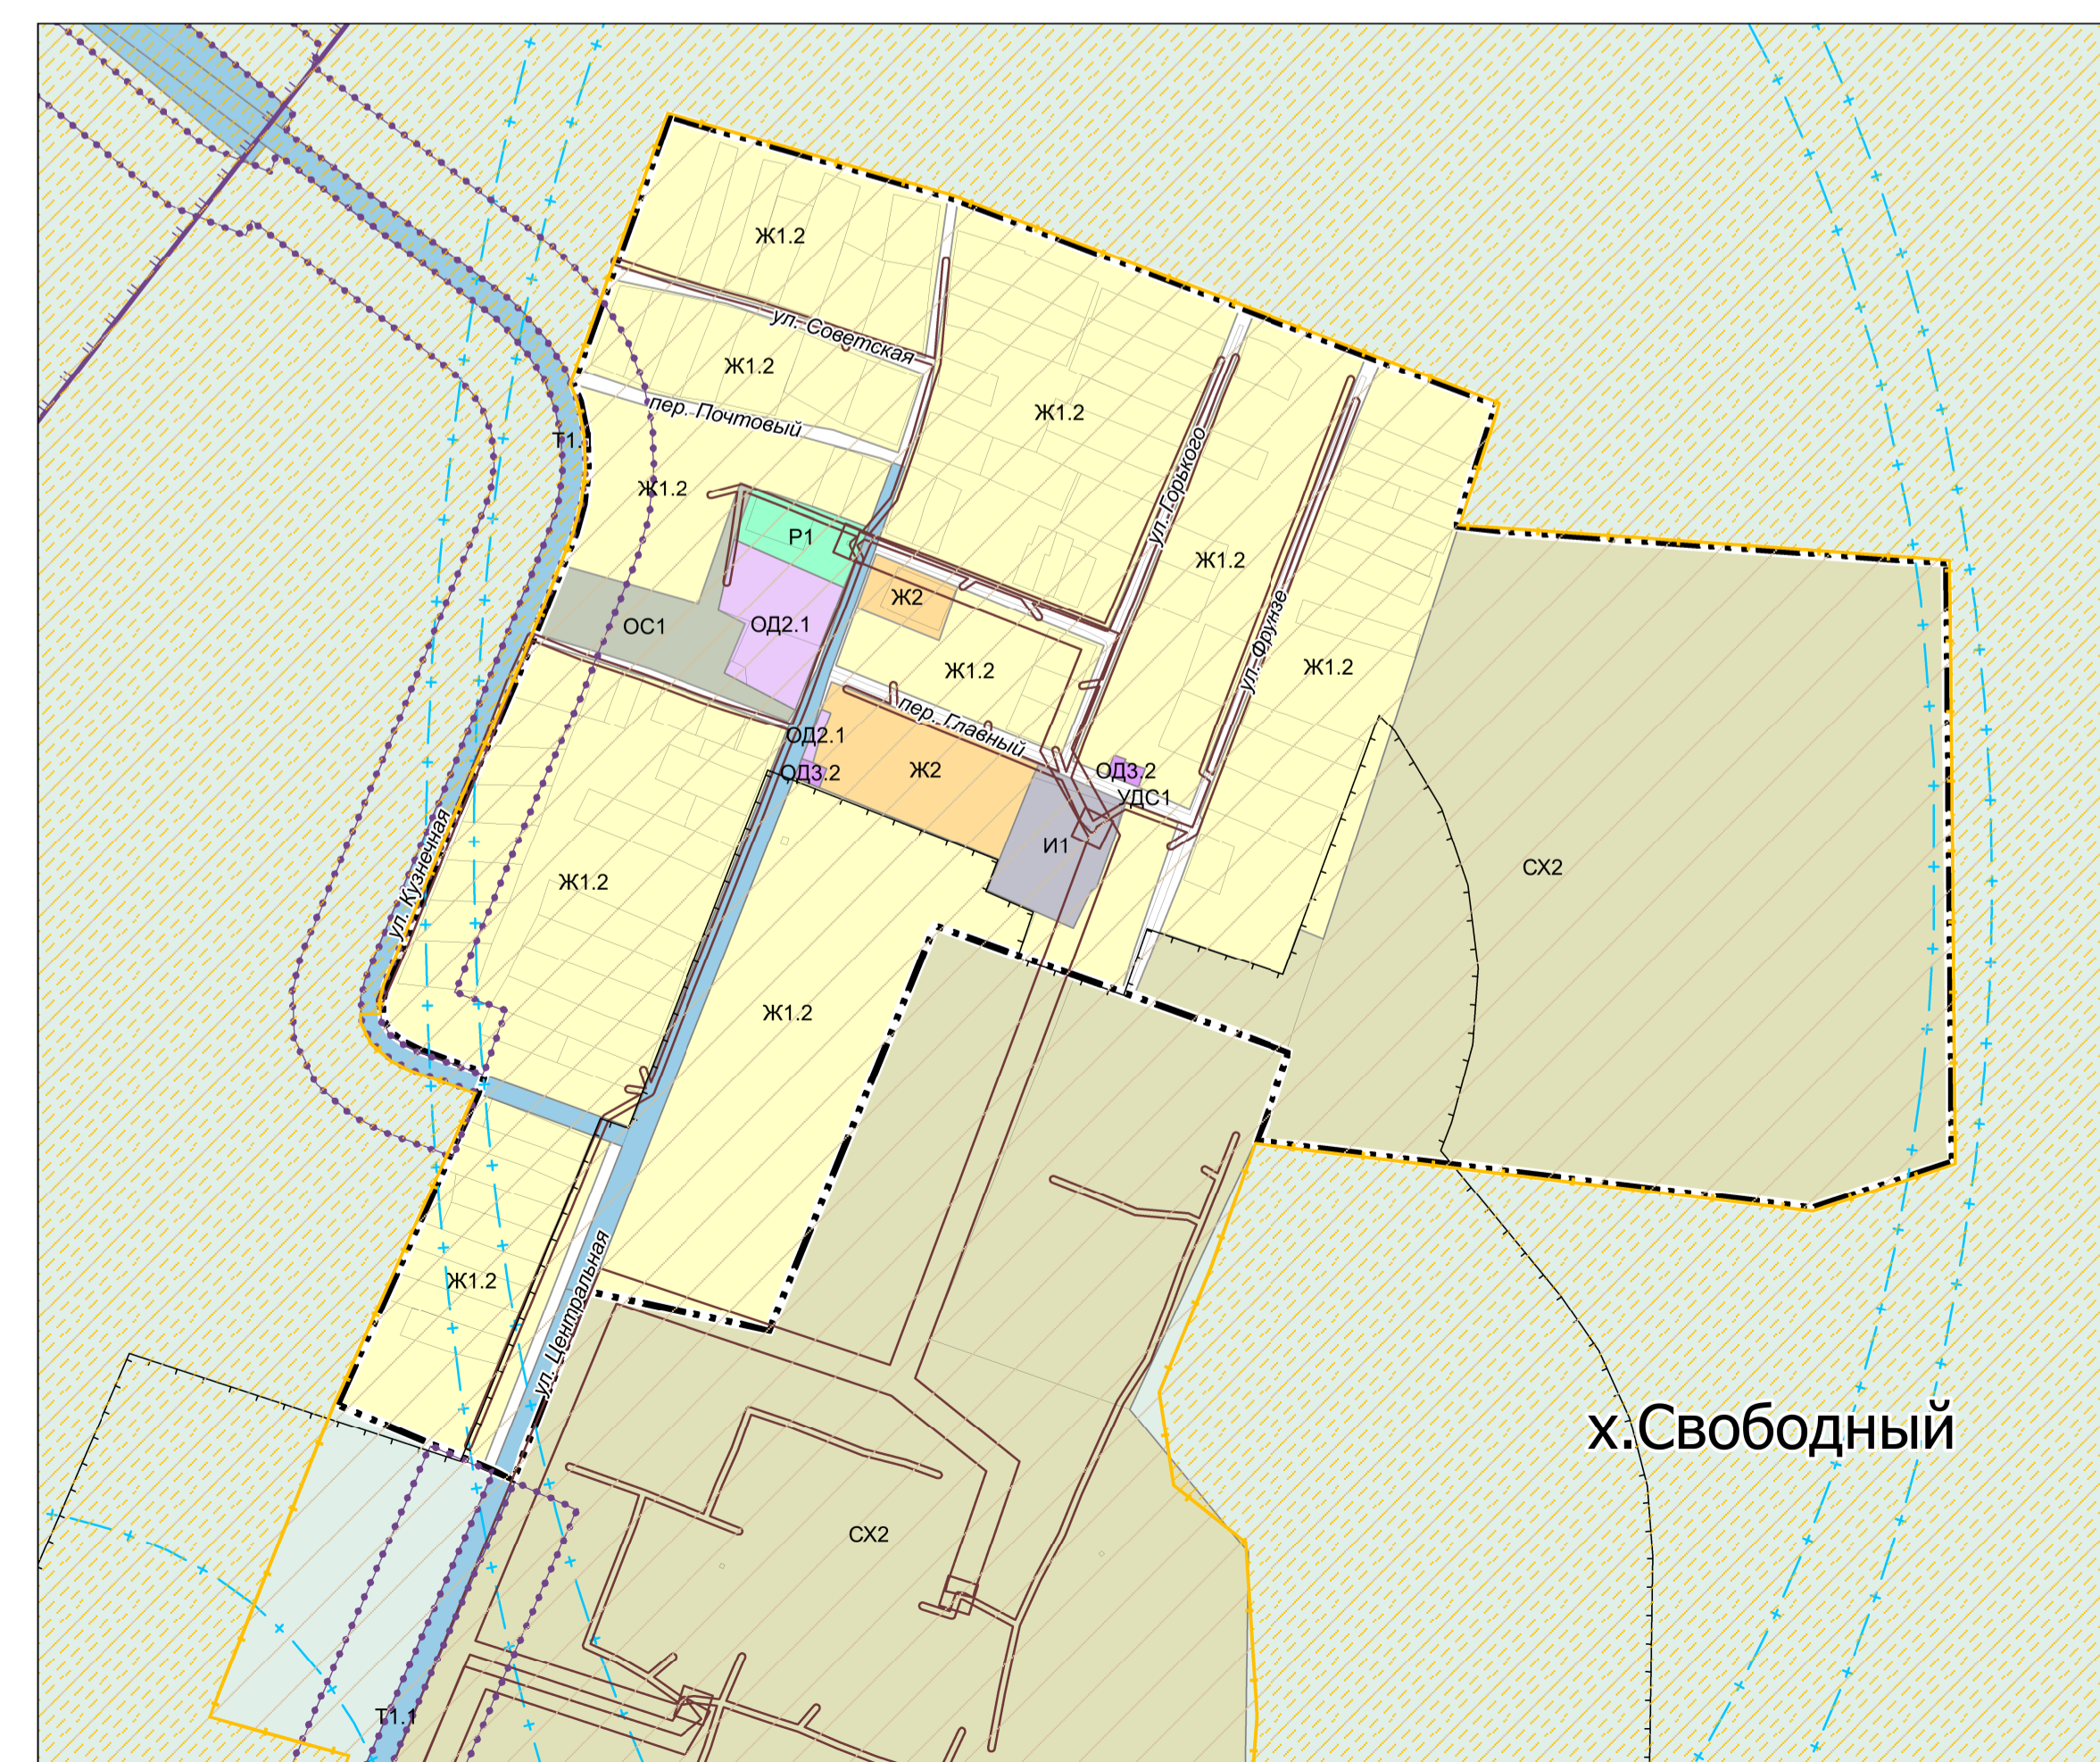 Ж1.2
ул. Советская
Ж1.2
пер. Почтовый
Ж1.2
Т1.
Ж1.2
Р1
ул. Горького
Ж1.2
Ж2
ОС1
ОД2.1
ул. Фрунзе
Ж1.2
Ж1.2
пер. Главный
ОД2.1
ОД3.2
Ж2
ОД3.2
УДС1
И1
СХ2
ул. Кузнечная
Ж1.2
Ж1.2
Ж1.2
ул. Центральная
х.Свободный
СХ2
Т1.1